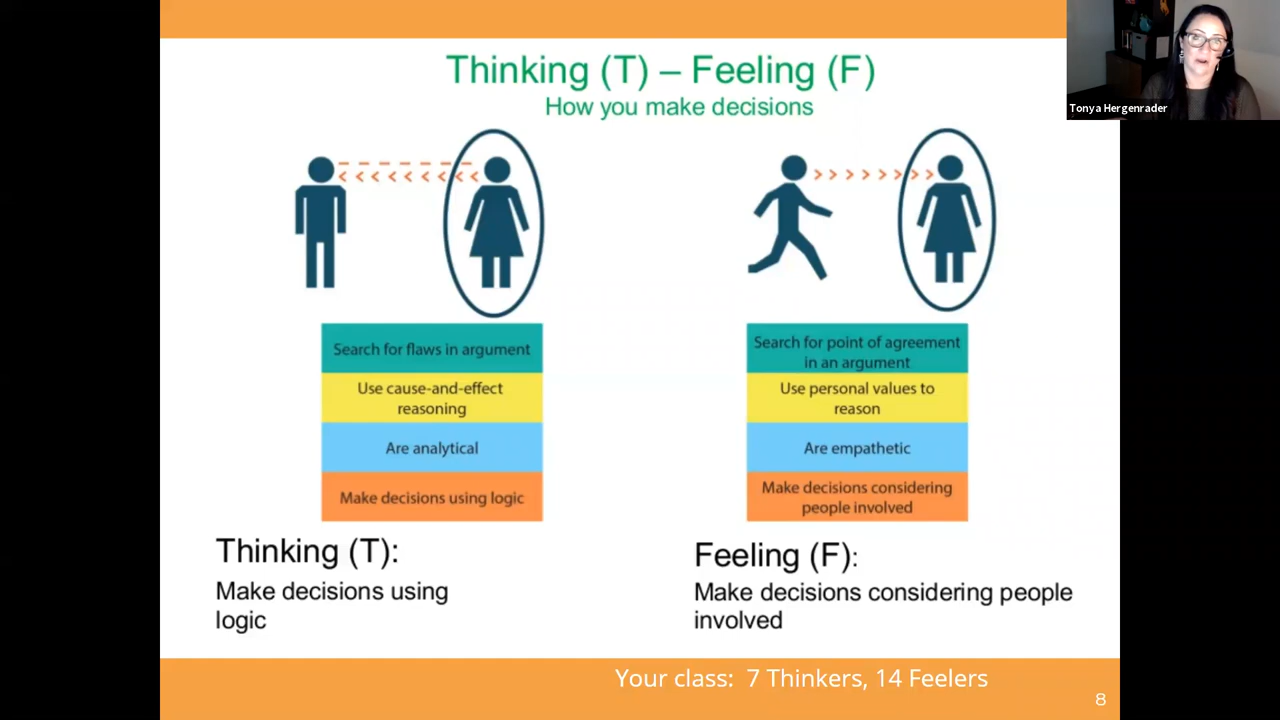 Thinking (T) – Feeling (F)
How you make decisions
Tonya Hergenrader
Search for flaws in argument
Use cause-and-effect
reasoning
Are analytical
Make decisions using logic
Search for point of agreement
in an argument
Use personal values to
reason
Are empathetic
Make decisions considering
people involved
Thinking (T):
Make decisions using
logic
Feeling (F):
Make decisions considering people
involved
Your class:  7 Thinkers, 14 Feelers
8